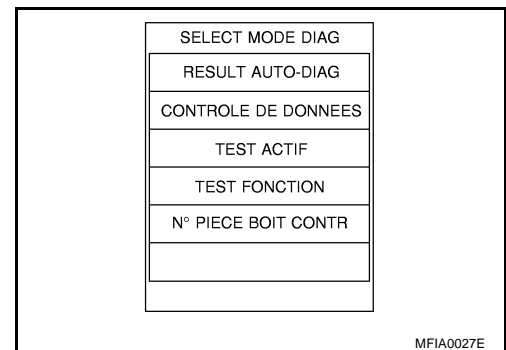 SELECT MODE DIAG
RESULT AUTO-DIAG
CONTROLE DE DONNEES
TEST ACTIF
TEST FONCTION
N° PIECE BOIT CONTR
MFIA0027E